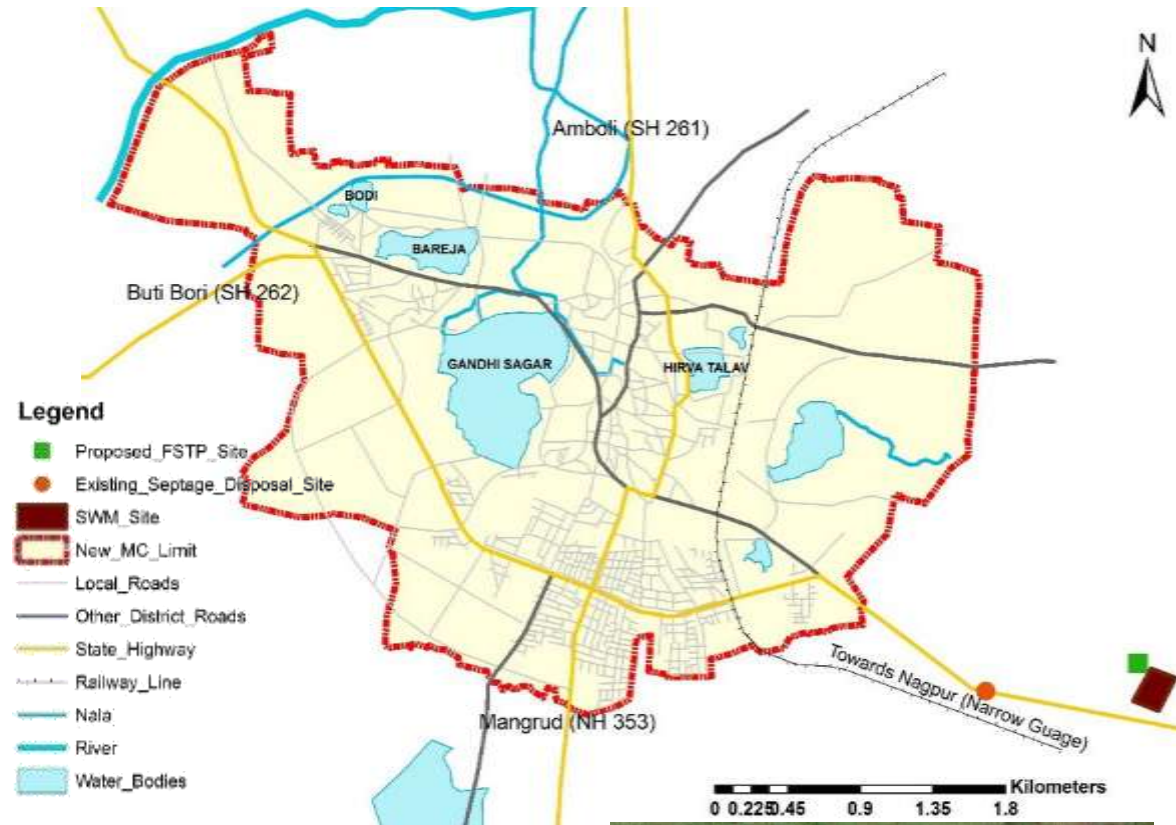 N
Amboli (SH 261)
BODI
BAREJA
Buti Bori (SH 262)
GANDHI SAGAR
HIRVA TALAV
Legend
Proposed_FSTP_Site
Existing_Septage_Disposal_Site
SWM_Site
New_MC_Limit
Local_Roads
Other_District_Roads
State_Highway
Railway_Line
Nala
River
Water_Bodies
Towards Nagpur (Narrow Guage)
Mangrud (NH 353)
Kilometers
0 0.225 0.45 0.9 1.35 1.8